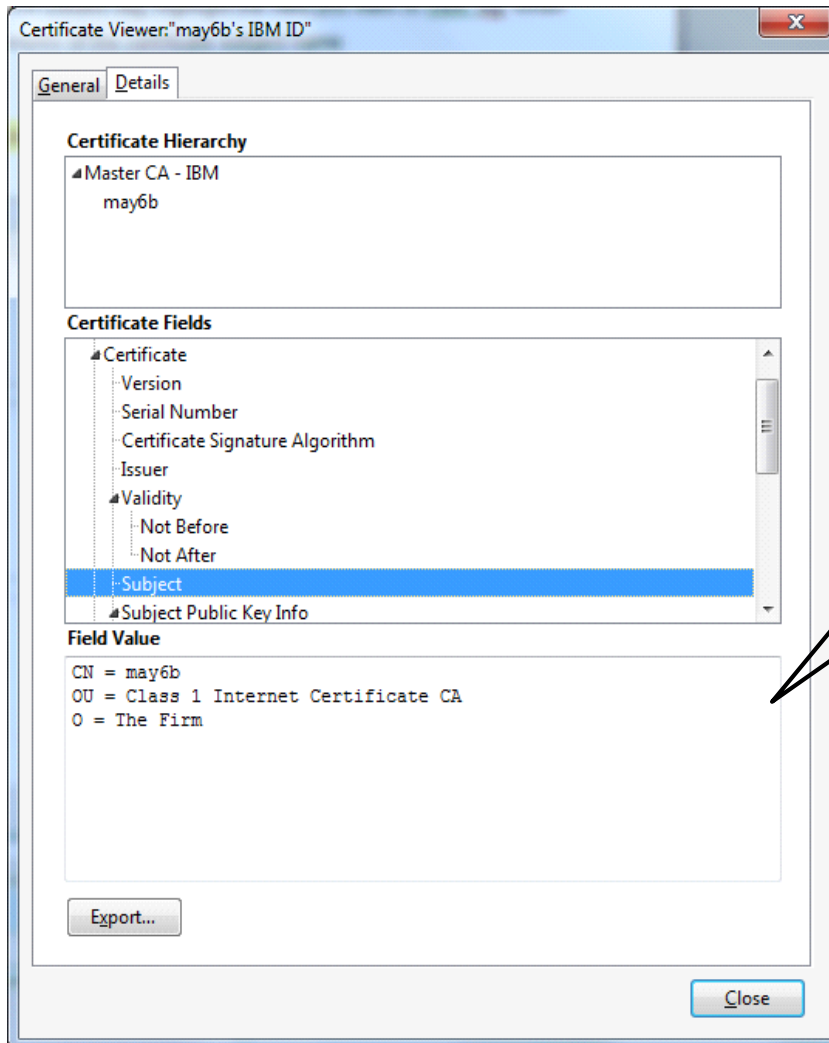 Certificate Viewer:"may6b's IBM ID"
General Details
Certificate Hierarchy
Master CA - IBM
may6b
Certificate Fields
Certificate
Version
Serial Number
Certificate Signature Algorithm
Issuer
Validity
Not Before
Not After
Subject
Subject Public Key Info
Field Value
CN = may6b
OU = Class 1 Internet Certificate CA
O = The Firm
Export...
Close